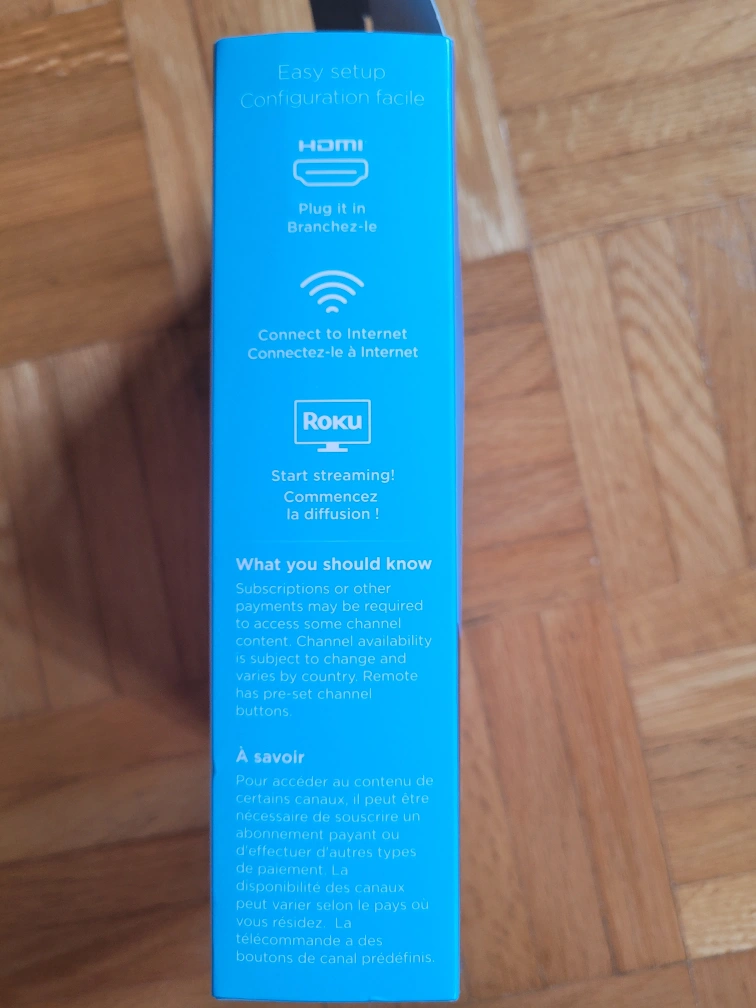 Easy setup
Configuration facile
HDMI
Plug it in
Branchez-le
Connect to Internet
Connectez-le à Internet
Roku
Start streaming!
Commencez
la diffusion !
What you should know
Subscriptions or other
payments may be required
to access some channel
content. Channel availability
is subject to change and
varies by country. Remote
has pre-set channel
buttons.
À savoir
Pour accéder au contenu de
certains canaux, il peut être
nécessaire de souscrire un
abonnement payant ou
d'effectuer d'autres types
de paiement. La
disponibilité des canaux
peut varier selon le pays ou
vous résidez. La
télécommande a des
boutons de canal prédéfinis.